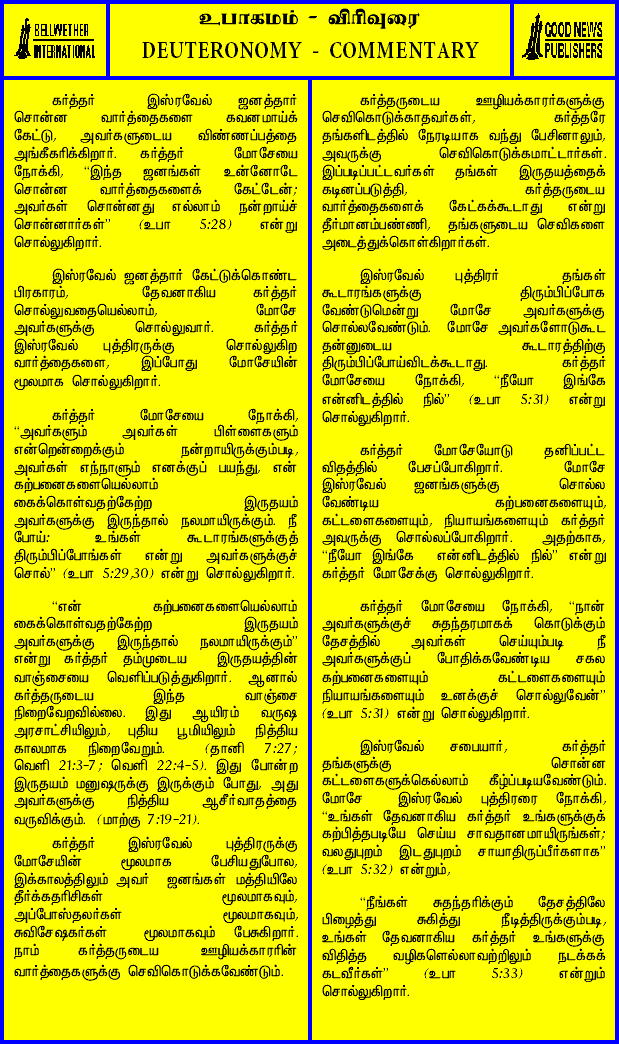 BELLWETHER
INTERNATIONAL
உபாகமம் - விரிவுரை
DEUTERONOMY - COMMENTARY
GOOD NEWS
PUBLISHERS
கர்த்தர் இஸ்ரவேல் ஜனத்தார்
சொன்ன வார்த்தைகளை கவனமாய்க்
கேட்டு, அவர்களுடைய விண்ணப்பத்தை
அங்கீகரிக்கிறார். கர்த்தர் மோசேயை
நோக்கி, “இந்த ஜனங்கள் உன்னோடே
சொன்ன வார்த்தைகளைக் கேட்டேன்;
அவர்கள் சொன்னது எல்லாம் நன்றாய்ச்
சொன்னார்கள்” (உபா 5:28) என்று
சொல்லுகிறார்.
இஸ்ரவேல் ஜனத்தார் கேட்டுக்கொண்ட
பிரகாரம், தேவனாகிய கர்த்தர்
சொல்லுவதையெல்லாம், மோசே
அவர்களுக்கு சொல்லுவார். கர்த்தர்
இஸ்ரவேல் புத்திரருக்கு சொல்லுகிற
வார்த்தைகளை, இப்போது மோசேயின்
மூலமாக சொல்லுகிறார்.
கர்த்தர் மோசேயை நோக்கி,
“அவர்களும் அவர்கள் பிள்ளைகளும்
என்றென்றைக்கும் நன்றாயிருக்கும்படி,
அவர்கள் எந்நாளும் எனக்குப் பயந்து, என்
கற்பனைகளையெல்லாம்
கைக்கொள்வதற்கேற்ற இருதயம்
அவர்களுக்கு இருந்தால் நலமாயிருக்கும். நீ
போய்: உங்கள் கூடாரங்களுக்குத்
திரும்பிப்போங்கள் என்று அவர்களுக்குச்
சொல்” (உபா 5:29,30) என்று சொல்லுகிறார்.
“என் கற்பனைகளையெல்லாம்
கைக்கொள்வதற்கேற்ற இருதயம்
அவர்களுக்கு இருந்தால் நலமாயிருக்கும்”
என்று கர்த்தர் தம்முடைய இருதயத்தின்
வாஞ்சையை வெளிப்படுத்துகிறார். ஆனால்
கர்த்தருடைய இந்த வாஞ்சை
நிறைவேறவில்லை. இது ஆயிரம் வருஷ
அரசாட்சியிலும், புதிய பூமியிலும் நித்திய
காலமாக நிறைவேறும். (தானி 7:27;
வெளி 21:3-7; வெளி 22:4-5). இது போன்ற
இருதயம் மனுஷருக்கு இருக்கும் போது, அது
அவர்களுக்கு நித்திய ஆசீர்வாதத்தை
வருவிக்கும். (மாற்கு 7:19-21).
கர்த்தர் இஸ்ரவேல் புத்திரருக்கு
மோசேயின் மூலமாக பேசியதுபோல,
இக்காலத்திலும் அவர் ஜனங்கள் மத்தியிலே
தீர்க்கதரிசிகள் மூலமாகவும்,
அப்போஸ்தலர்கள் மூலமாகவும்,
சுவிசேஷகர்கள் மூலமாகவும் பேசுகிறார்.
நாம் கர்த்தருடைய ஊழியக்காரரின்
வார்த்தைகளுக்கு செவிகொடுக்கவேண்டும்.
கர்த்தருடைய ஊழியக்காரர்களுக்கு
செவிகொடுக்காதவர்கள், கர்த்தரே
தங்களிடத்தில் நேரடியாக வந்து பேசினாலும்,
அவருக்கு செவிகொடுக்கமாட்டார்கள்.
இப்படிப்பட்டவர்கள் தங்கள் இருதயத்தைக்
கடினப்படுத்தி, கர்த்தருடைய
வார்த்தைகளைக் கேட்கக்கூடாது என்று
தீர்மானம்பண்ணி, தங்களுடைய செவிகளை
அடைத்துக்கொள்கிறார்கள்.
இஸ்ரவேல் புத்திரர் தங்கள்
கூடாரங்களுக்கு திரும்பிப்போக
வேண்டுமென்று மோசே அவர்களுக்கு
சொல்லவேண்டும். மோசே அவர்களோடுகூட
தன்னுடைய கூடாரத்திற்கு
திரும்பிப்போய்விடக்கூடாது. கர்த்தர்
மோசேயை நோக்கி, “நீயோ இங்கே
என்னிடத்தில் நில்” (உபா 5:31) என்று
சொல்லுகிறார்.
கர்த்தர் மோசேயோடு தனிப்பட்ட
விதத்தில் பேசப்போகிறார். மோசே
இஸ்ரவேல் ஜனங்களுக்கு சொல்ல
வேண்டிய கற்பனைகளையும்,
கட்டளைகளையும், நியாயங்களையும் கர்த்தர்
அவருக்கு சொல்லப்போகிறார். அதற்காக,
“நீயோ இங்கே என்னிடத்தில் நில்” என்று
கர்த்தர் மோசேக்கு சொல்லுகிறார்.
கர்த்தர் மோசேயை நோக்கி, “நான்
அவர்களுக்குச் சுதந்தரமாகக் கொடுக்கும்
தேசத்தில் அவர்கள் செய்யும்படி நீ
அவர்களுக்குப் போதிக்கவேண்டிய சகல
கற்பனைகளையும் கட்டளைகளையும்
நியாயங்களையும் உனக்குச் சொல்லுவேன்”
(உபா 5:31) என்று சொல்லுகிறார்.
இஸ்ரவேல் சபையார், கர்த்தர்
தங்களுக்கு சொன்ன
கட்டளைகளுக்கெல்லாம் கீழ்ப்படியவேண்டும்.
மோசே இஸ்ரவேல் புத்திரரை நோக்கி,
“உங்கள் தேவனாகிய கர்த்தர் உங்களுக்குக்
கற்பித்தபடியே செய்ய சாவதானமாயிருங்கள்;
வலதுபுறம் இடதுபுறம் சாயாதிருப்பீர்களாக”
(உபா 5:32) என்றும்,
“நீங்கள் சுதந்தரிக்கும் தேசத்திலே
பிழைத்து சுகித்து நீடித்திருக்கும்படி,
உங்கள் தேவனாகிய கர்த்தர் உங்களுக்கு
விதித்த வழிகளெல்லாவற்றிலும் நடக்கக்
கடவீர்கள்” (உபா 5:33) என்றும்
சொல்லுகிறார்.